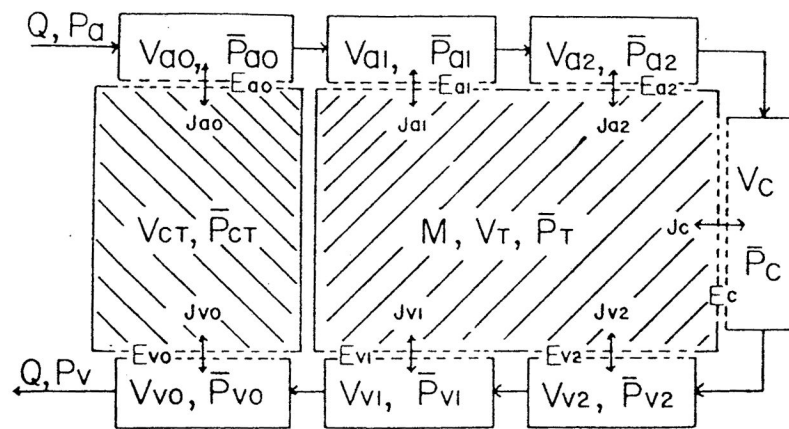 Q, Pa
Vao, P̄ao
Va1, P̄a1
Va2, P̄a2
Eao
Ea1
Ea2
Jao
Ja1
Ja2
Vc
VCT, P̄CT
M, VT, P̄T
Jc
P̄c
Ec
Jvo
Jv1
Jv2
Evo
Ev1
Ev2
Q, Pv
Vvo, P̄vo
Vv1, P̄v1
Vv2, P̄v2